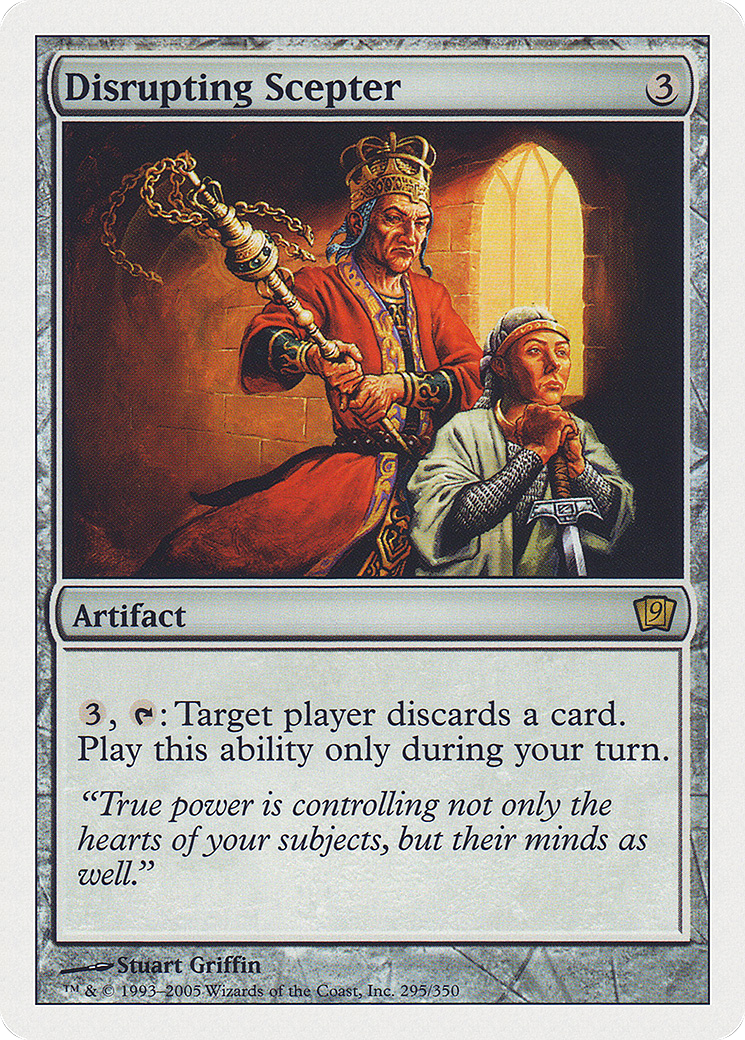 Disrupting Scepter 3
Artifact 9
3, : Target player discards a card.
Play this ability only during your turn.
“True power is controlling not only the
hearts of your subjects, but their minds as
well.”
Stuart Griffin
™ & © 1993–2005 Wizards of the Coast, Inc. 295/350